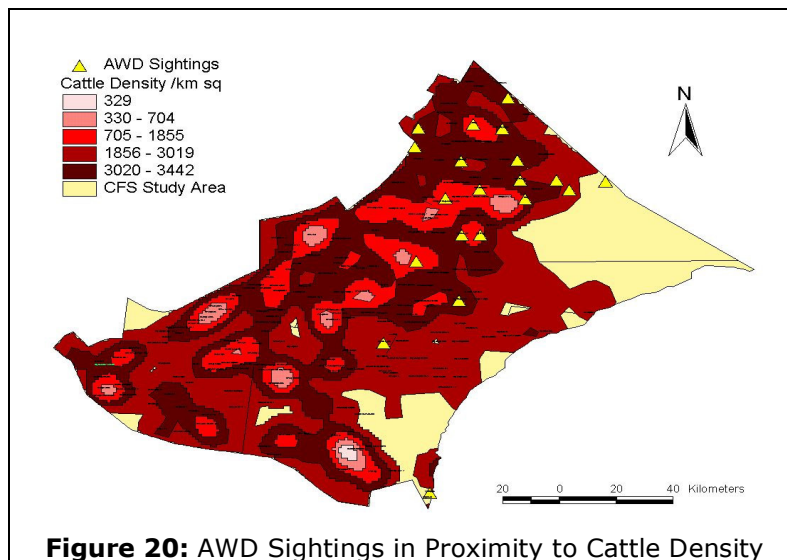 AWD Sightings
Cattle Density /km sq
329
330 - 704
705 - 1855
1856 - 3019
3020 - 3442
CFS Study Area
N
20 0 20 40 Kilometers
Figure 20: AWD Sightings in Proximity to Cattle Density